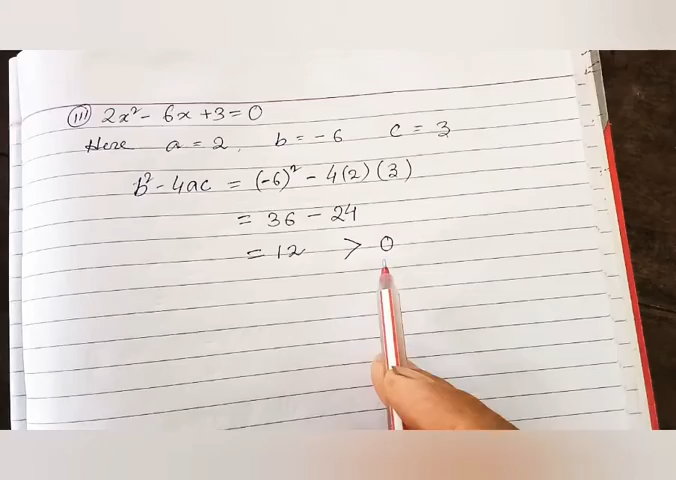 (III) 2x² - 6x + 3 = 0
Here a = 2, b = -6 c = 3
b² - 4ac = (-6)² - 4(2)(3)
= 36 - 24
= 12 > 0